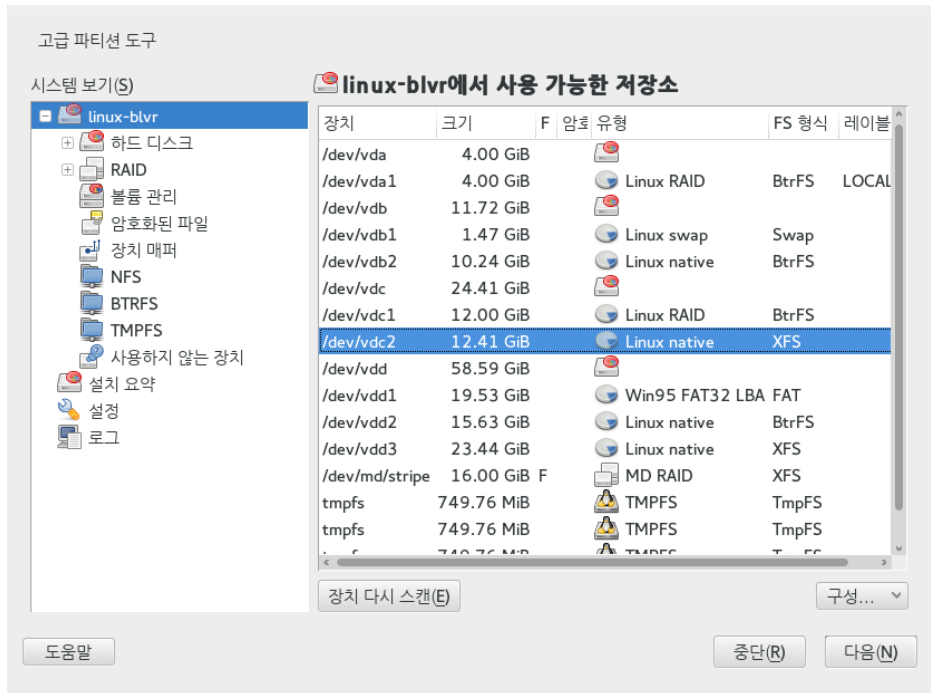 고급 파티션 도구
시스템 보기(S)
linux-blvr
하드 디스크
RAID
볼륨 관리
암호화된 파일
장치 매퍼
NFS
BTRFS
TMPFS
사용하지 않는 장치
설치 요약
설정
로그
linux-blvr에서 사용 가능한 저장소
장치 크기 F 암호 유형 FS 형식 레이블
/dev/vda 4.00 GiB
/dev/vda1 4.00 GiB Linux RAID BtrFS LOCAL
/dev/vdb 11.72 GiB
/dev/vdb1 1.47 GiB Linux swap Swap
/dev/vdb2 10.24 GiB Linux native BtrFS
/dev/vdc 24.41 GiB
/dev/vdc1 12.00 GiB Linux RAID BtrFS
/dev/vdc2 12.41 GiB Linux native XFS
/dev/vdd 58.59 GiB
/dev/vdd1 19.53 GiB Win95 FAT32 LBA FAT
/dev/vdd2 15.63 GiB Linux native BtrFS
/dev/vdd3 23.44 GiB Linux native XFS
/dev/md/stripe 16.00 GiB F MD RAID XFS
tmpfs 749.76 MiB TMPFS TmpFS
tmpfs 749.76 MiB TMPFS TmpFS
장치 다시 스캔(E)
구성...
도움말
중단(R)
다음(N)